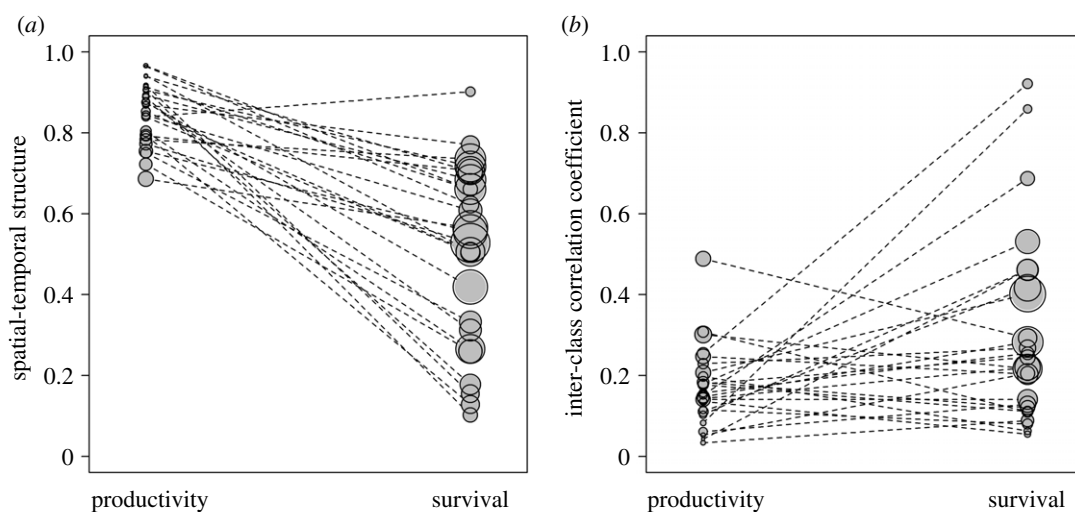 (a)
1.0
0.8
0.6
0.4
0.2
0
spatial-temporal structure
productivity
survival
(b)
1.0
0.8
0.6
0.4
0.2
0
inter-class correlation coefficient
productivity
survival